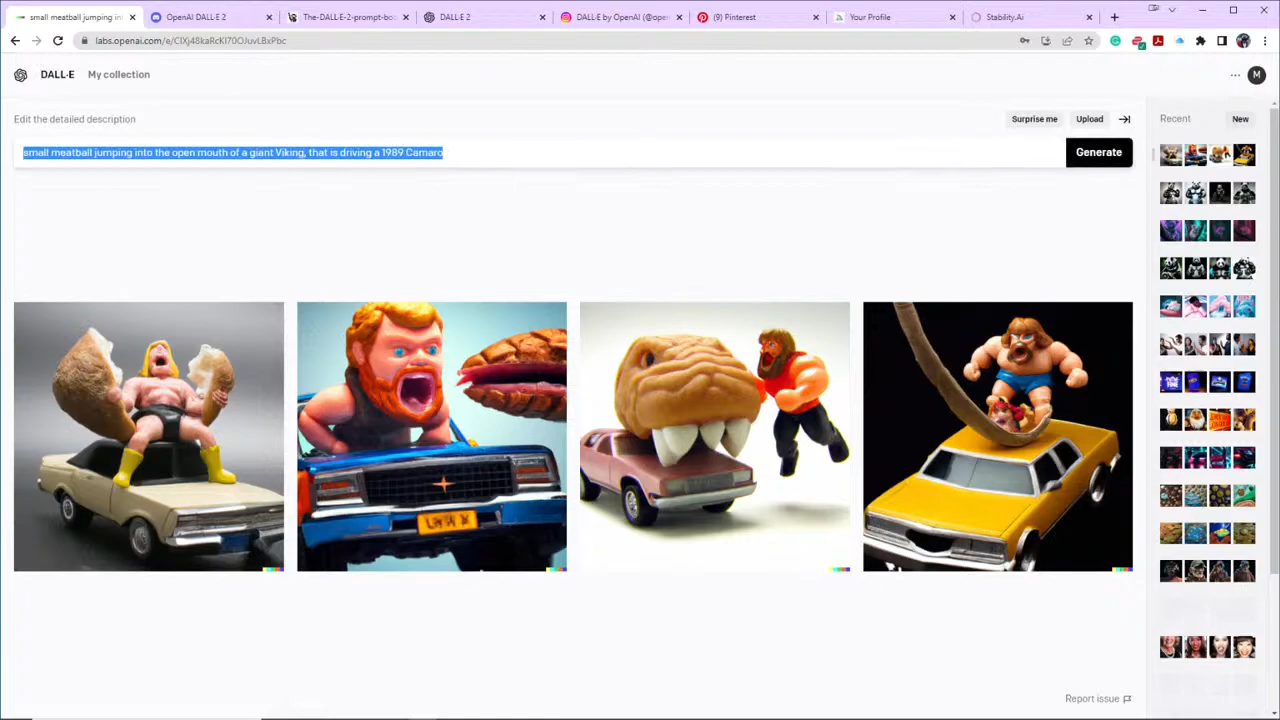 small meatball jumping in
OpenAI DALL·E 2
The-DALL-E-2-prompt-bo
DALL·E 2
DALL·E by OpenAI (@open
(9) Pinterest
Your Profile
Stability.Ai
labs.openai.com/e/CIXj48kaRcKI70OJuvLBxPbc
DALL·E
My collection
M
Edit the detailed description
Surprise me
Upload
Recent
New
small meatball jumping into the open mouth of a giant Viking, that is driving a 1989 Camaro
Generate
Report issue